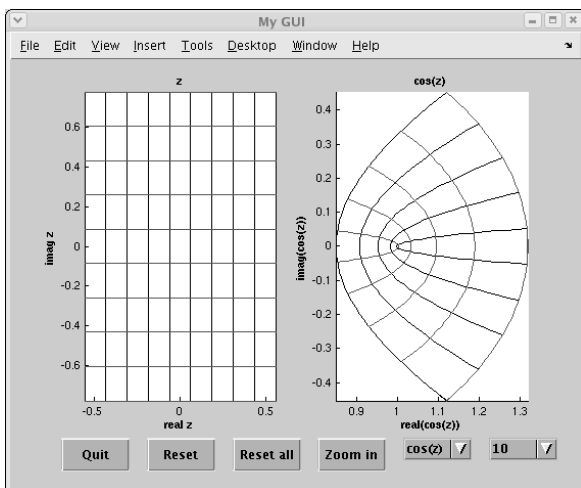 My GUI
File Edit View Insert Tools Desktop Window Help
z
cos(z)
0.6
0.4
0.2
0
-0.2
-0.4
-0.6
imag z
-0.5 0 0.5
real z
0.4
0.3
0.2
0.1
0
-0.1
-0.2
-0.3
-0.4
imag(cos(z))
0.9 1 1.1 1.2 1.3
real(cos(z))
Quit Reset Reset all Zoom in cos(z) 10